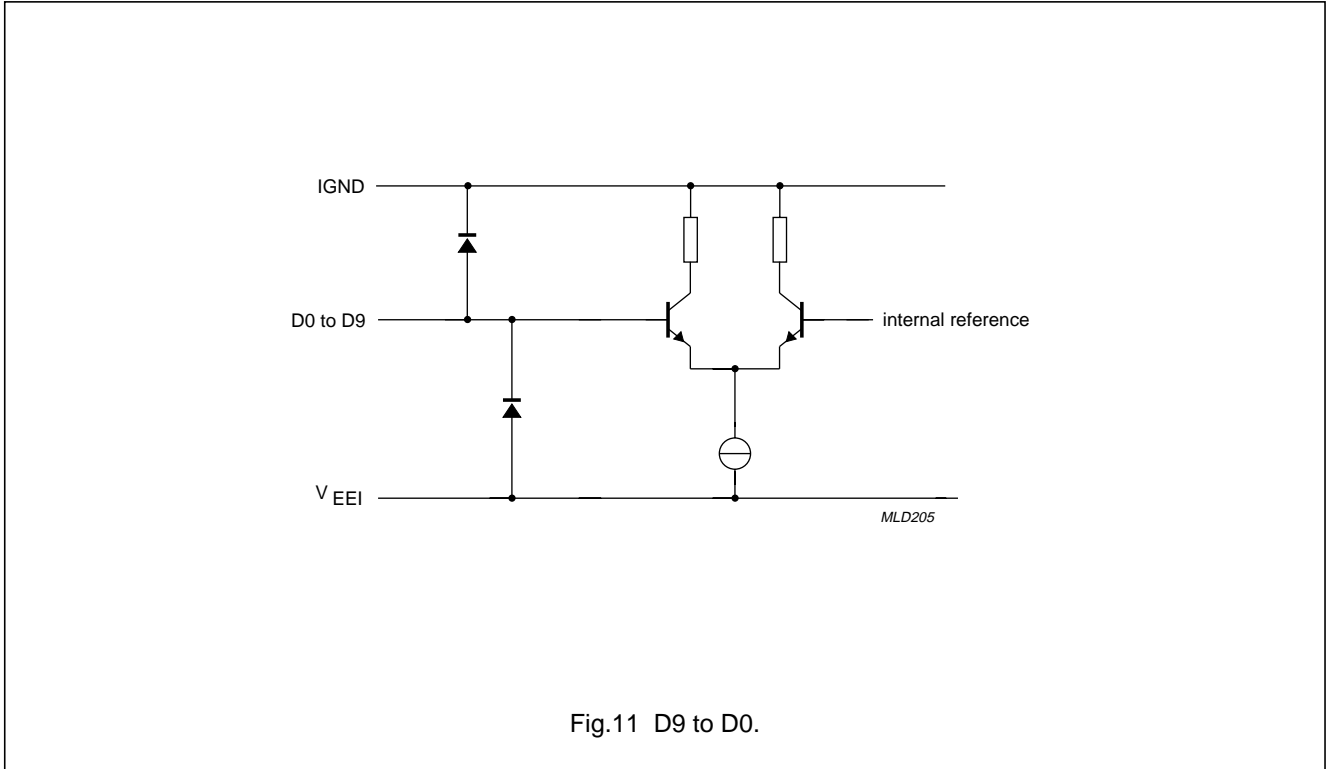 IGND
D0 to D9
internal reference
V EEI
MLD205
Fig.11 D9 to D0.